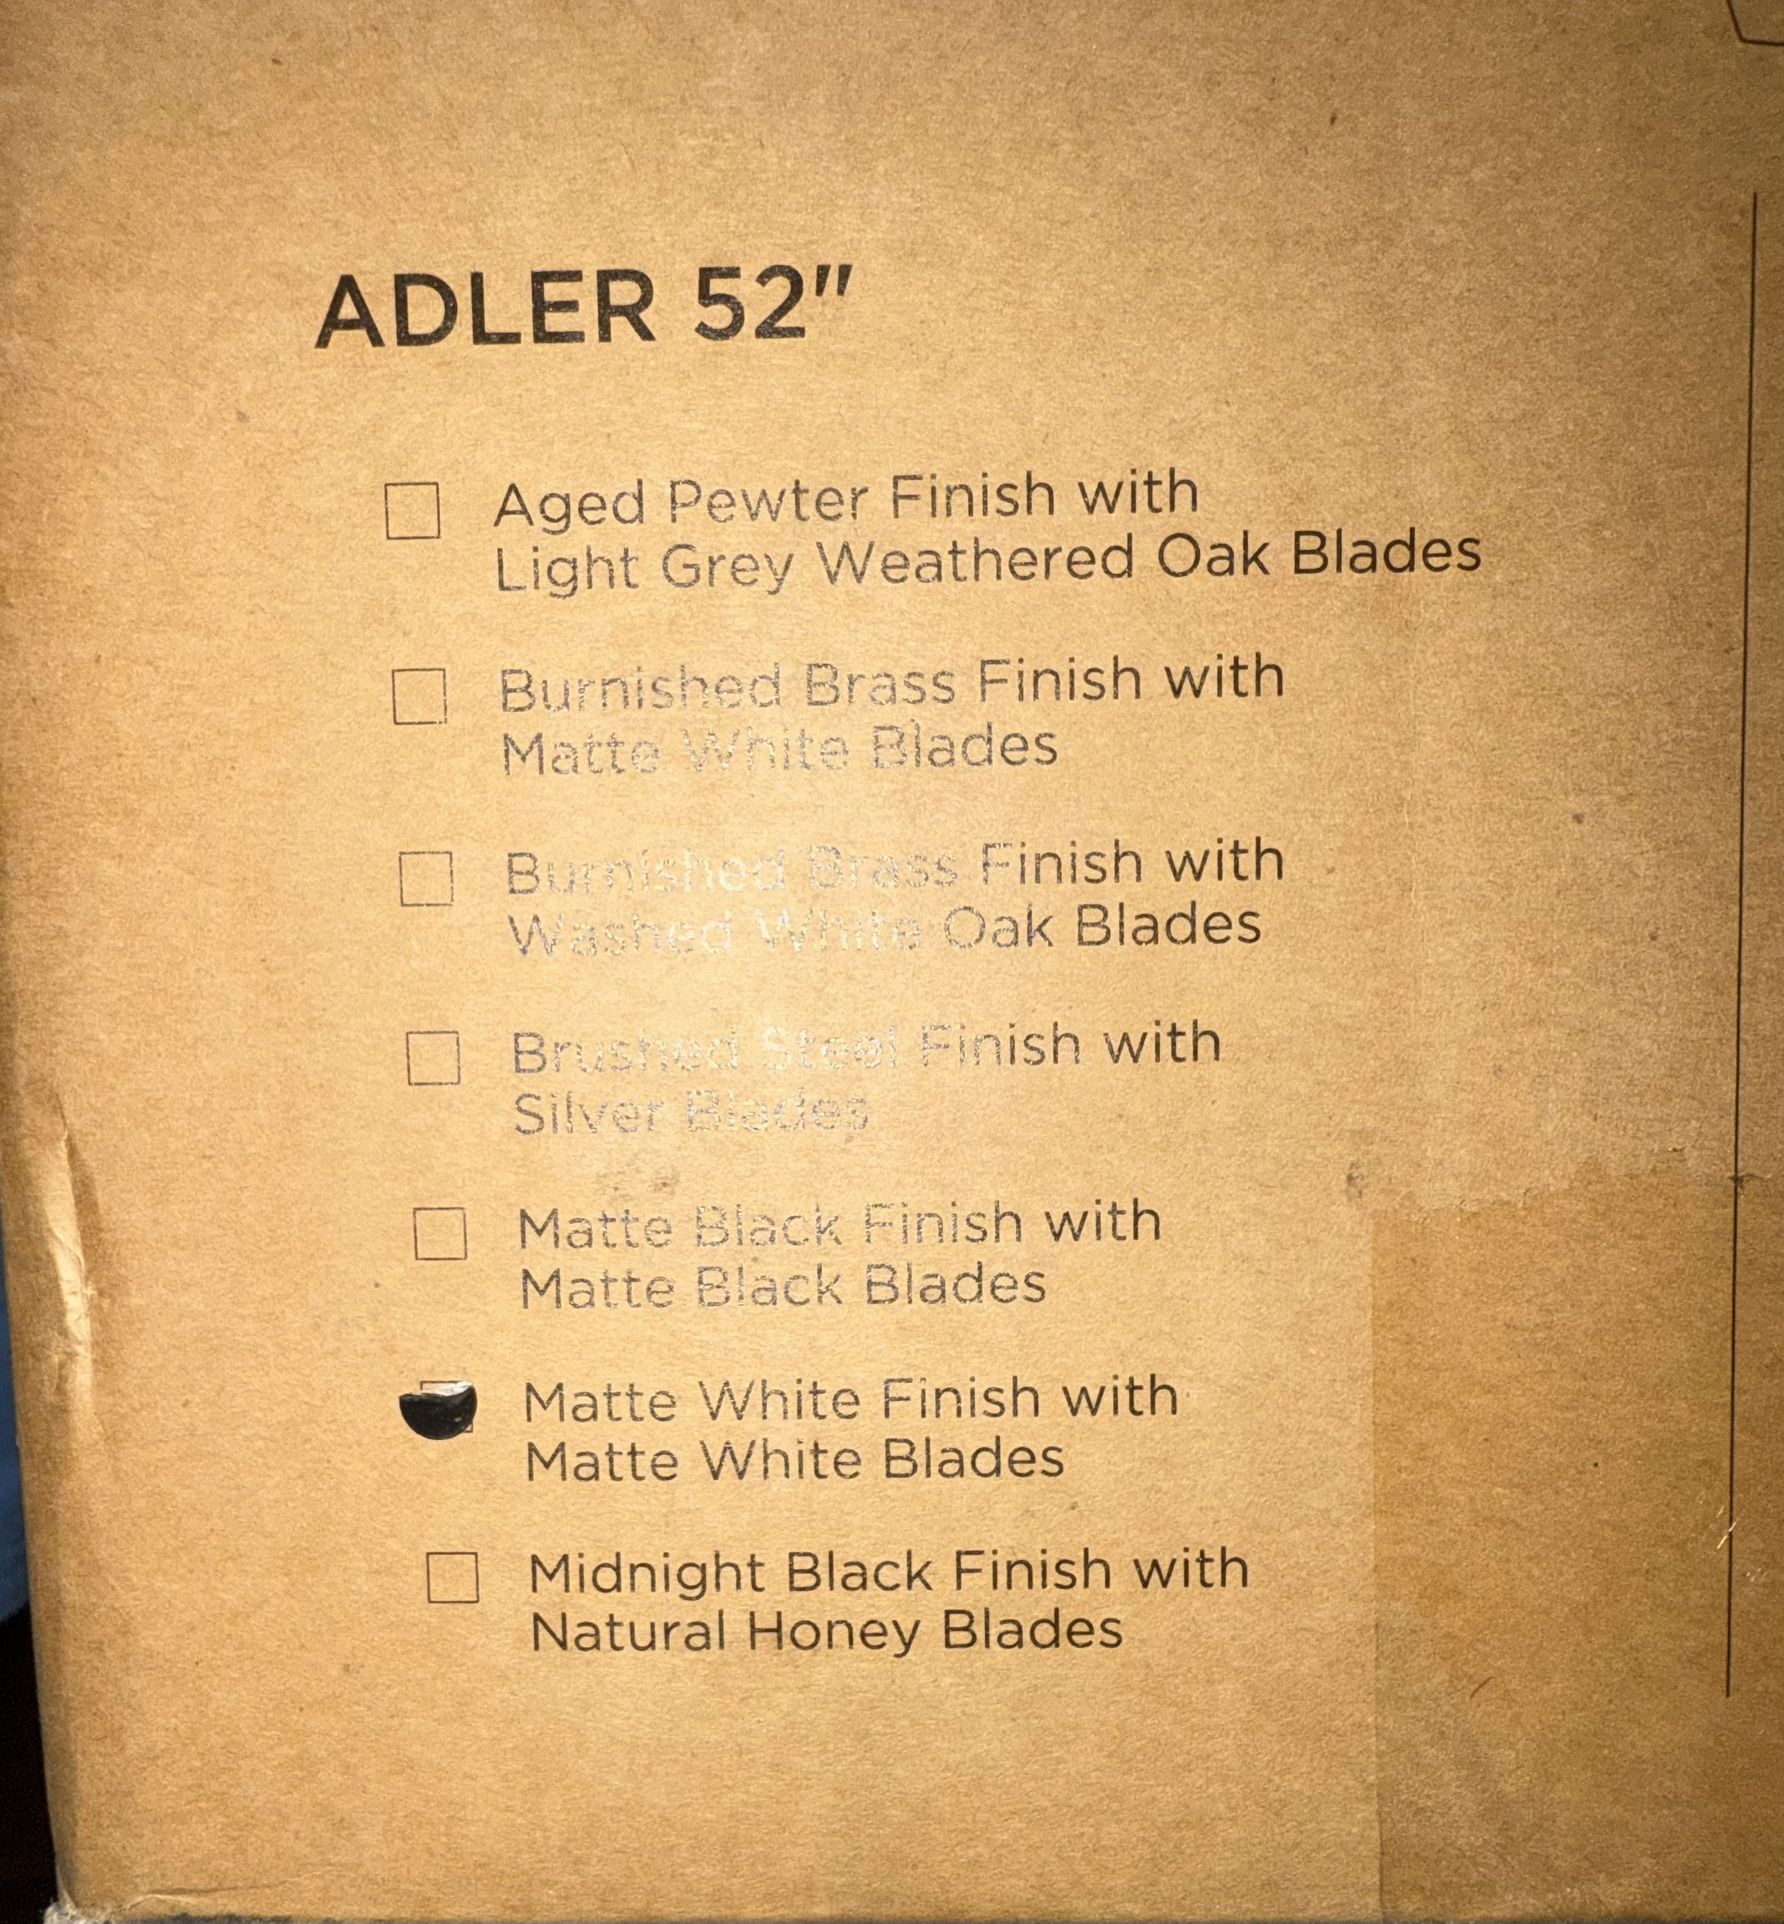 ADLER 52"
Aged Pewter Finish with
Light Grey Weathered Oak Blades
Burnished Brass Finish with
Matte White Blades
Burnished Brass Finish with
Washed White Oak Blades
Brushed Steel Finish with
Silver Blades
Matte Black Finish with
Matte Black Blades
Matte White Finish with
Matte White Blades
Midnight Black Finish with
Natural Honey Blades